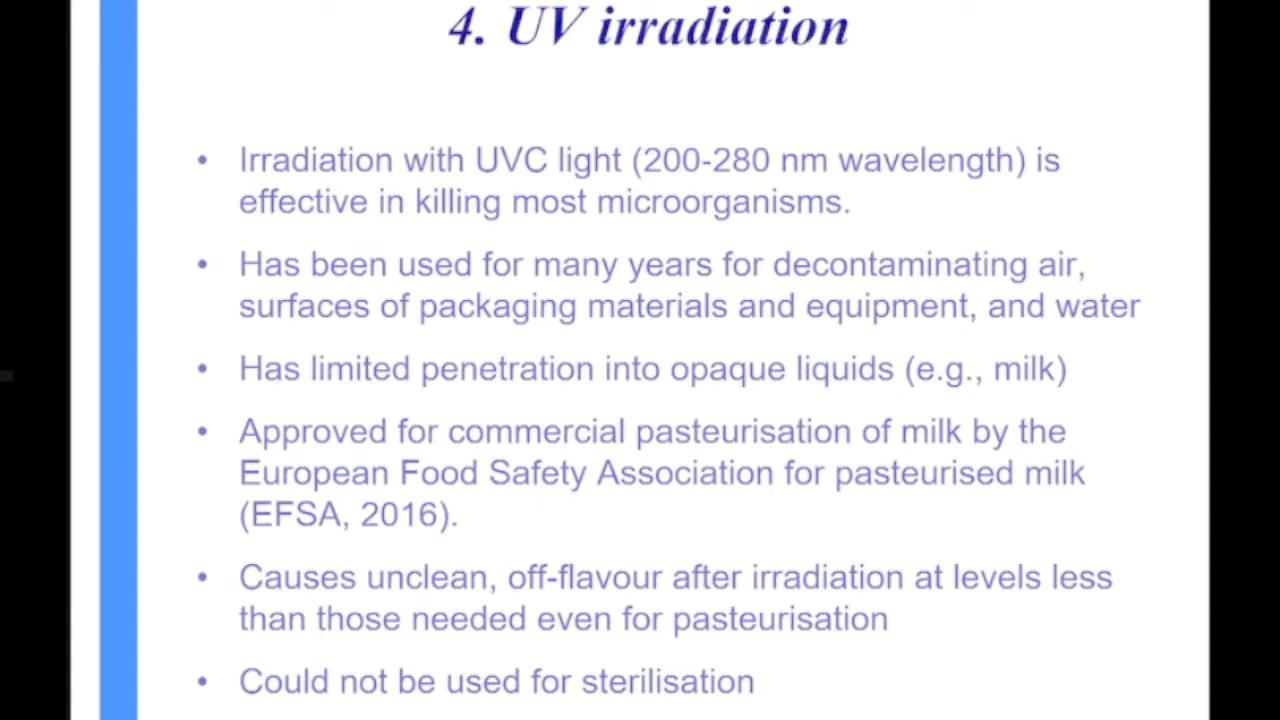 4. UV irradiation
• Irradiation with UVC light (200-280 nm wavelength) is
effective in killing most microorganisms.
• Has been used for many years for decontaminating air,
surfaces of packaging materials and equipment, and water
• Has limited penetration into opaque liquids (e.g., milk)
• Approved for commercial pasteurisation of milk by the
European Food Safety Association for pasteurised milk
(EFSA, 2016).
• Causes unclean, off-flavour after irradiation at levels less
than those needed even for pasteurisation
• Could not be used for sterilisation